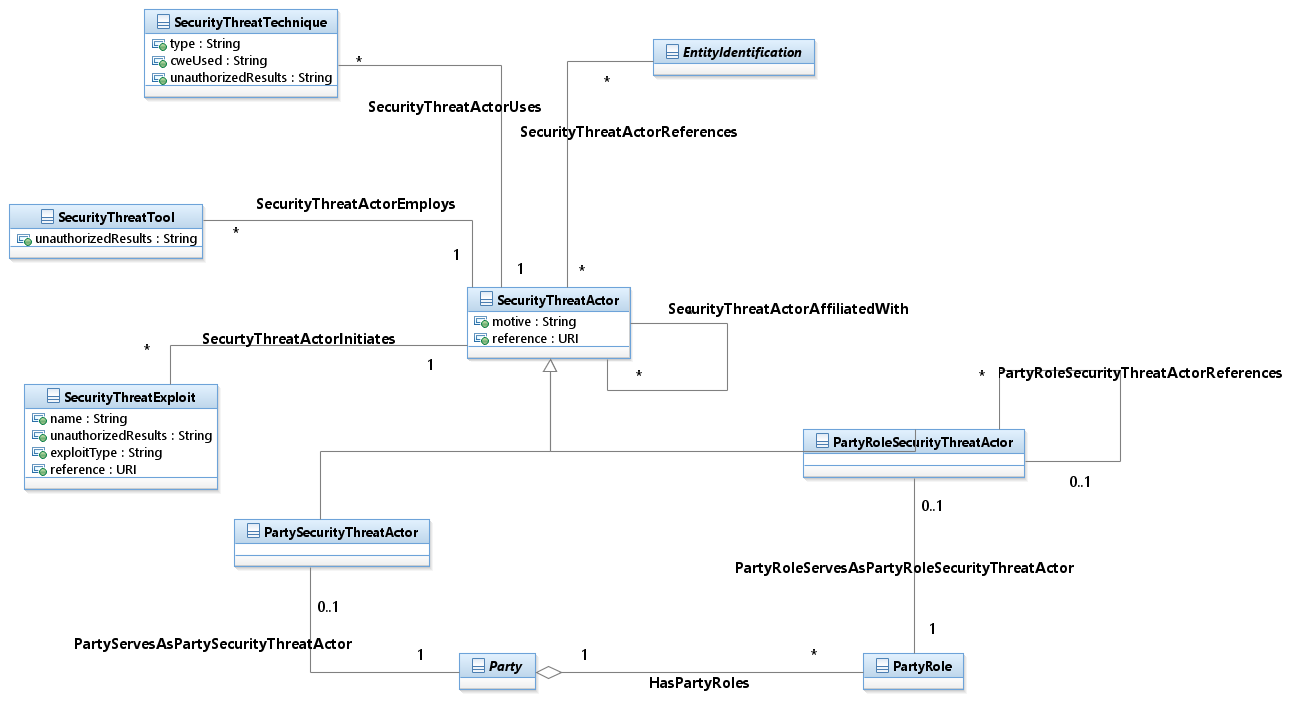 SecurityThreatTechnique
type : String
cweUsed : String
unauthorizedResults : String
*
EntityIdentification
*
SecurityThreatActorUses
SecurityThreatActorReferences
SecurityThreatTool
unauthorizedResults : String
SecurityThreatActorEmploys
*
1
1
*
SecurityThreatActor
motive : String
reference : URI
SecurityThreatActorAffiliatedWith
*
*
SecurtyThreatActorInitiates
*
1
SecurityThreatExploit
name : String
unauthorizedResults : String
exploitType : String
reference : URI
*
PartyRoleSecurityThreatActorReferences
PartyRoleSecurityThreatActor
0..1
0..1
PartySecurityThreatActor
PartyRoleServesAsPartyRoleSecurityThreatActor
0..1
1
PartyServesAsPartySecurityThreatActor
1
Party
1
*
HasPartyRoles
PartyRole